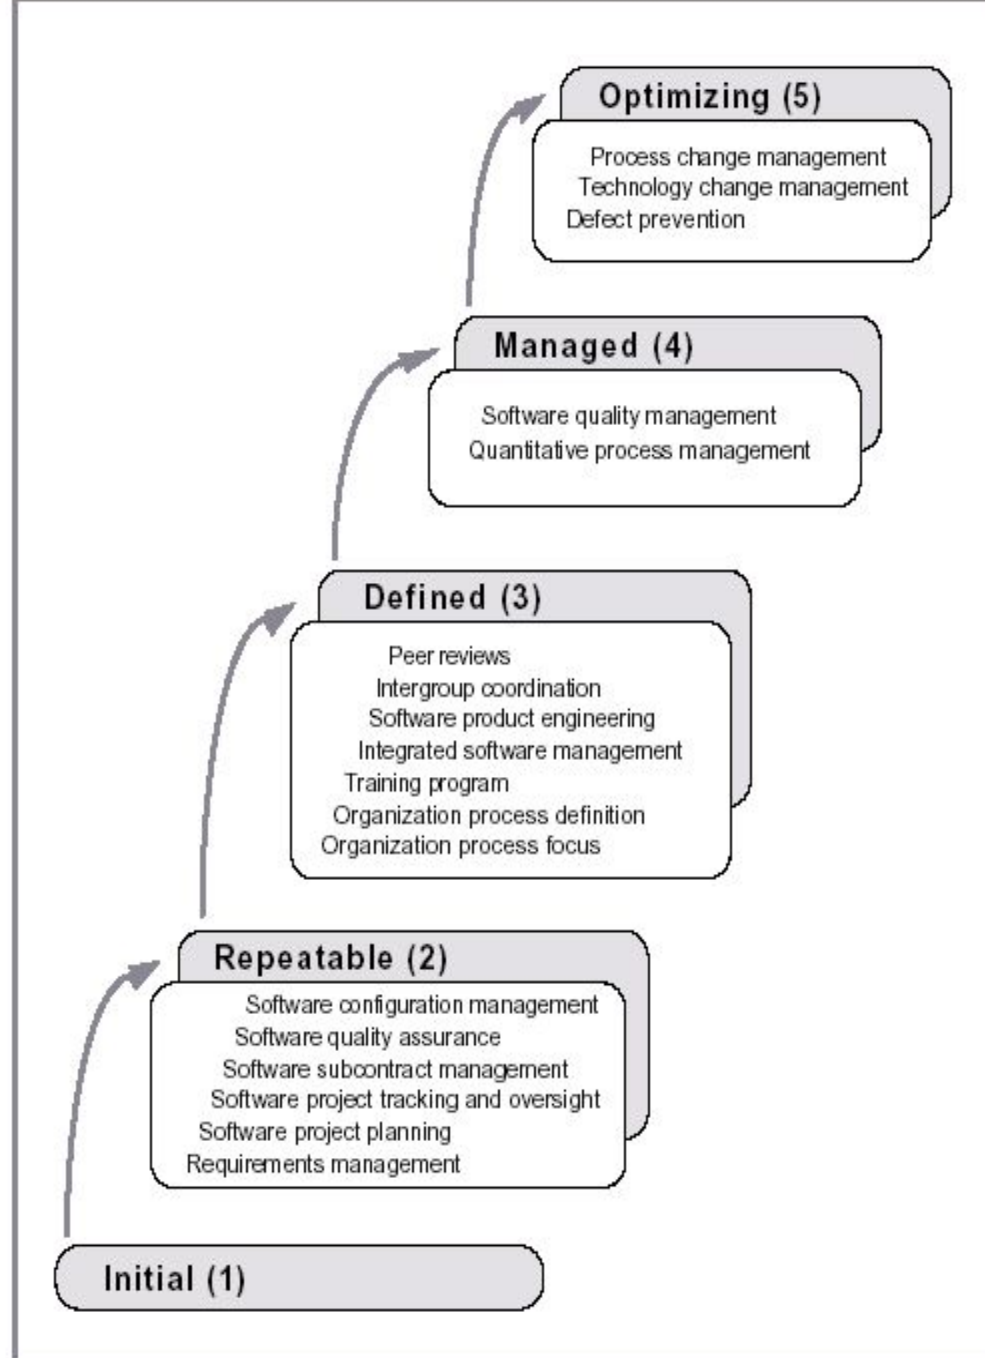 Optimizing (5)
Process change management
Technology change management
Defect prevention
Managed (4)
Software quality management
Quantitative process management
Defined (3)
Peer reviews
Intergroup coordination
Software product engineering
Integrated software management
Training program
Organization process definition
Organization process focus
Repeatable (2)
Software configuration management
Software quality assurance
Software subcontract management
Software project tracking and oversight
Software project planning
Requirements management
Initial (1)